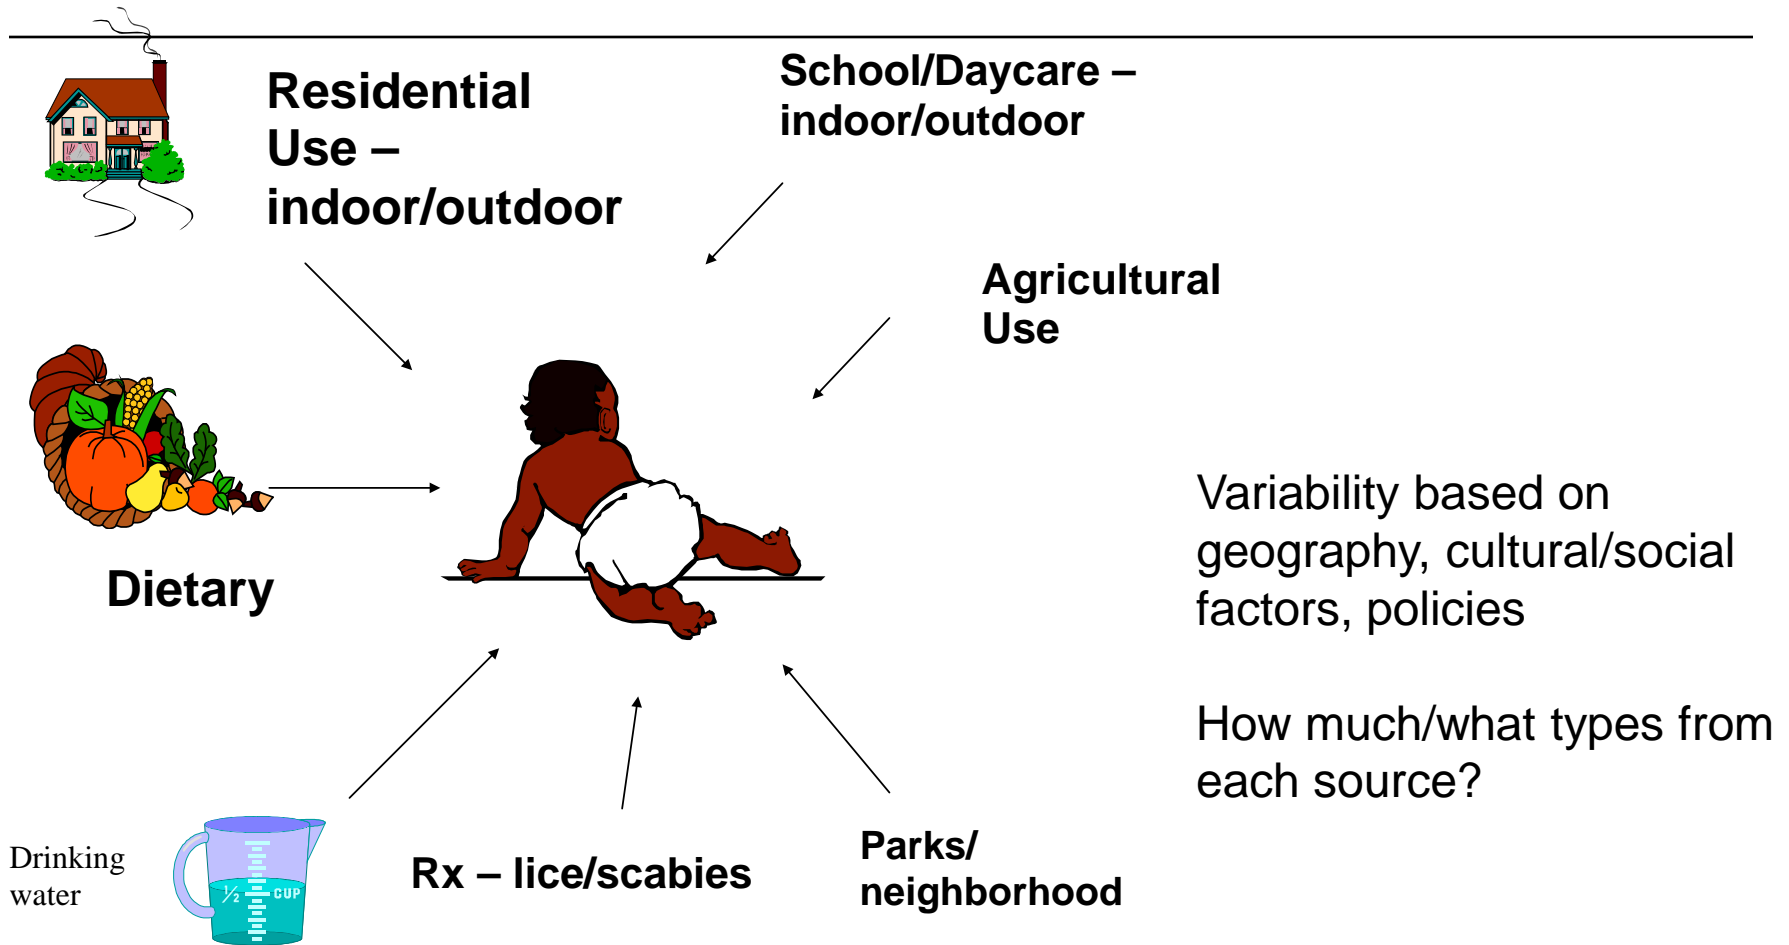 Residential
Use –
indoor/outdoor
School/Daycare –
indoor/outdoor
Agricultural
Use
Dietary
Variability based on
geography, cultural/social
factors, policies
How much/what types from
each source?
Drinking
water
½ CUP
Rx – lice/scabies
Parks/
neighborhood